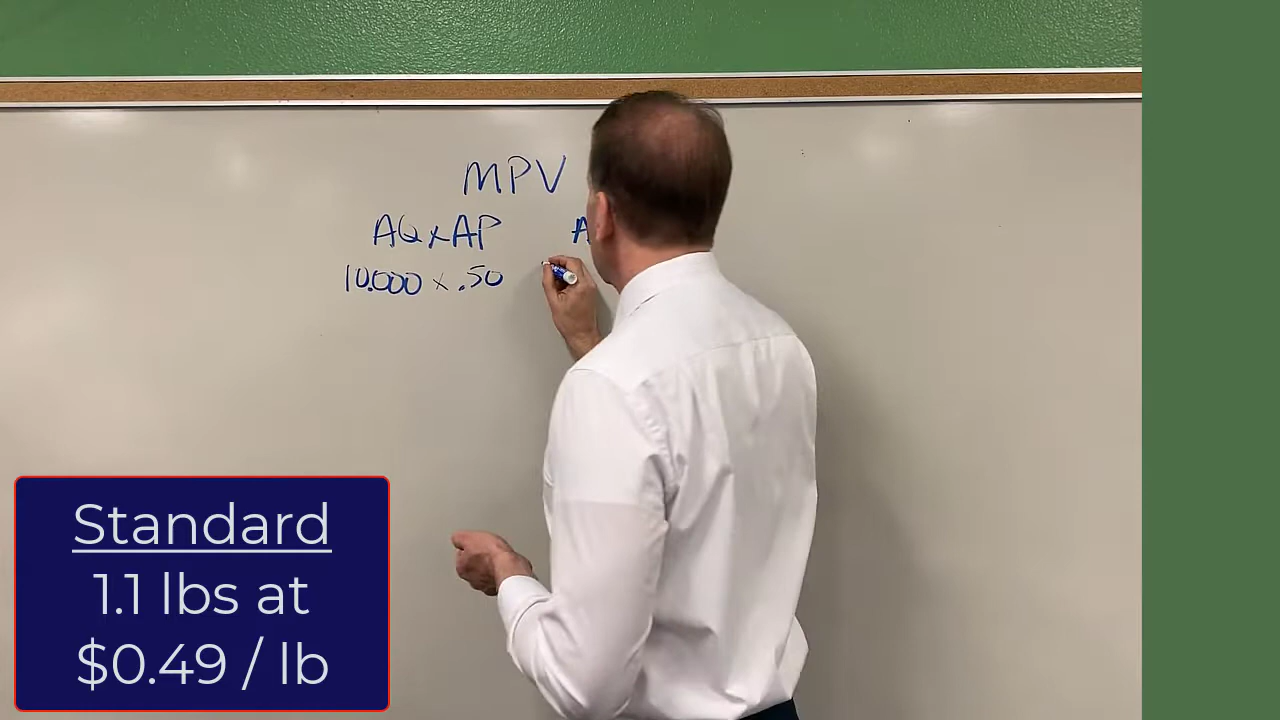 MPV
AQ x AP A
10.000 x .50
Standard
1.1 lbs at
$0.49 / lb